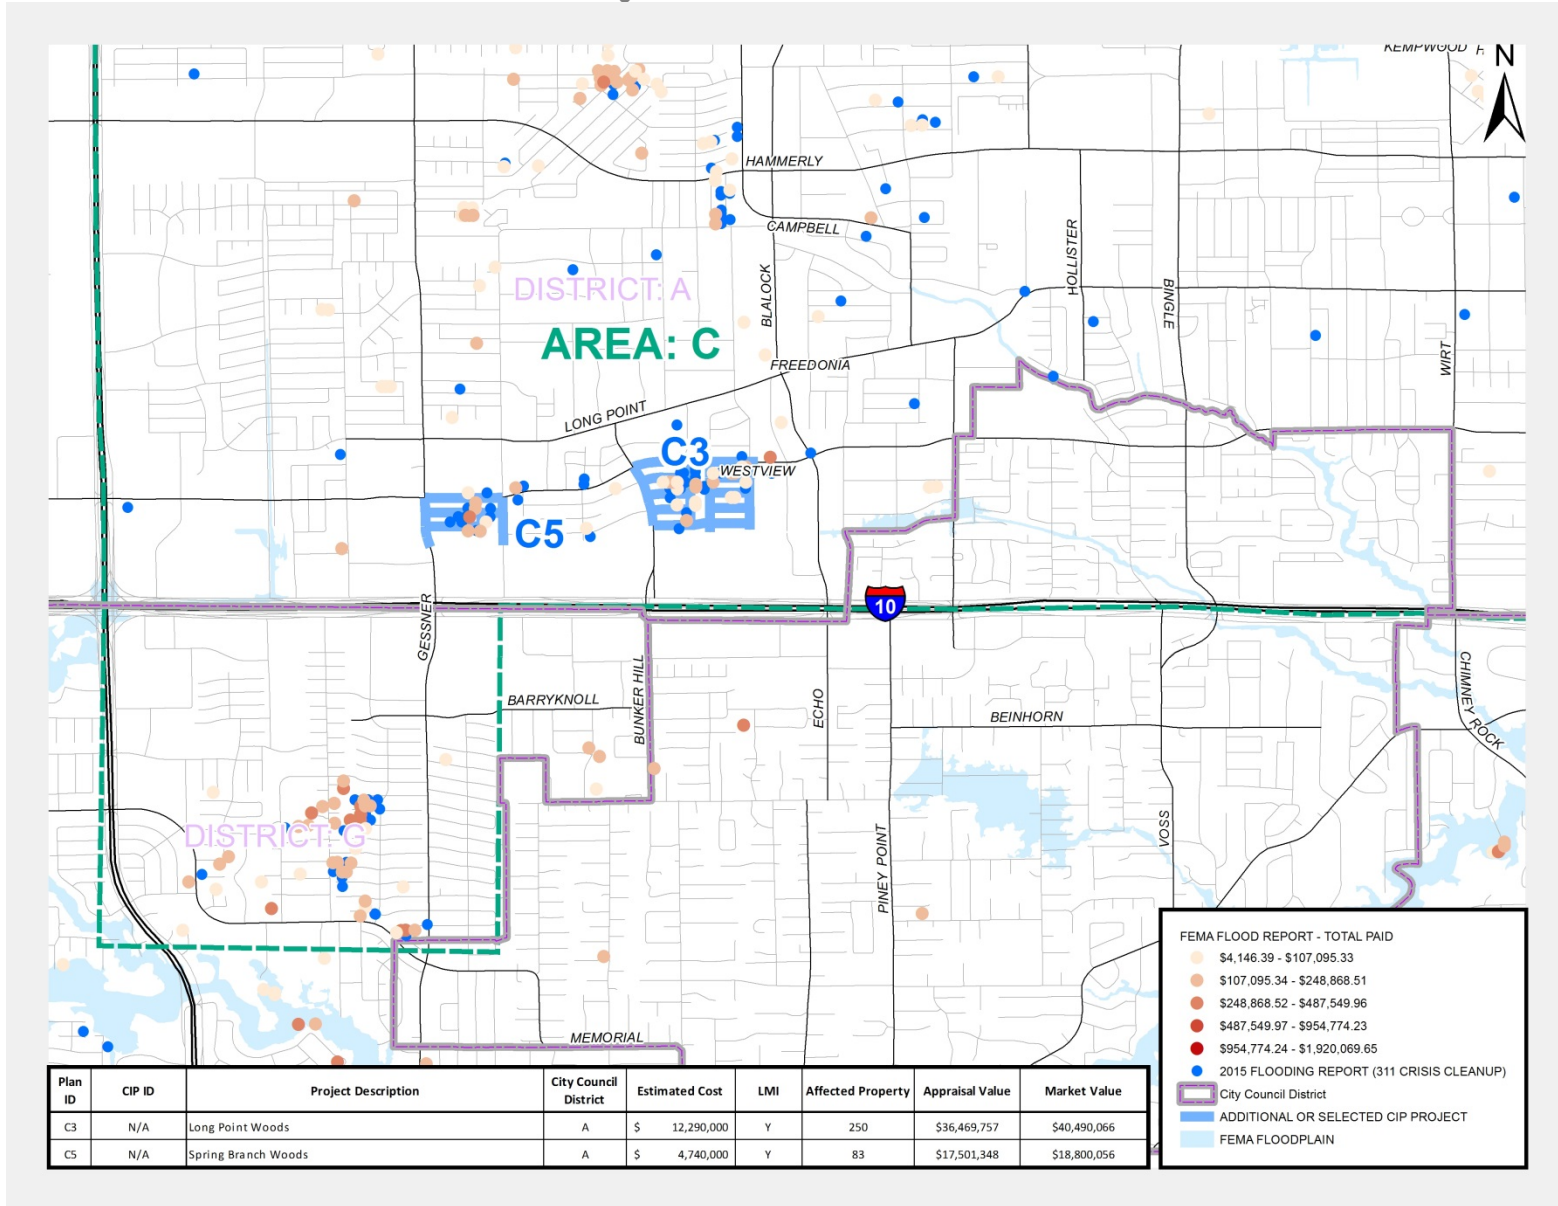 KEMPWOOD
N
HAMMERLY
CAMPBELL
HOLLISTER
BINGLE
BLALOCK
DISTRICT: A
AREA: C
FREEDONIA
WIRT
LONG POINT
C3
WESTVIEW
C5
10
GESSNER
BUNKER HILL
BARRYKNOLL
ECHO
BEINHORN
CHIMNEY ROCK
DISTRICT: G
PINEY POINT
VOSS
MEMORIAL
FEMA FLOOD REPORT - TOTAL PAID
$4,146.39 - $107,095.33
$107,095.34 - $248,868.51
$248,868.52 - $487,549.96
$487,549.97 - $954,774.23
$954,774.24 - $1,920,069.65
2015 FLOODING REPORT (311 CRISIS CLEANUP)
City Council District
ADDITIONAL OR SELECTED CIP PROJECT
FEMA FLOODPLAIN
Plan ID CIP ID Project Description City Council District Estimated Cost LMI Affected Property Appraisal Value Market Value
C3 N/A Long Point Woods A $ 12,290,000 Y 250 $36,469,757 $40,490,066
C5 N/A Spring Branch Woods A $ 4,740,000 Y 83 $17,501,348 $18,800,056